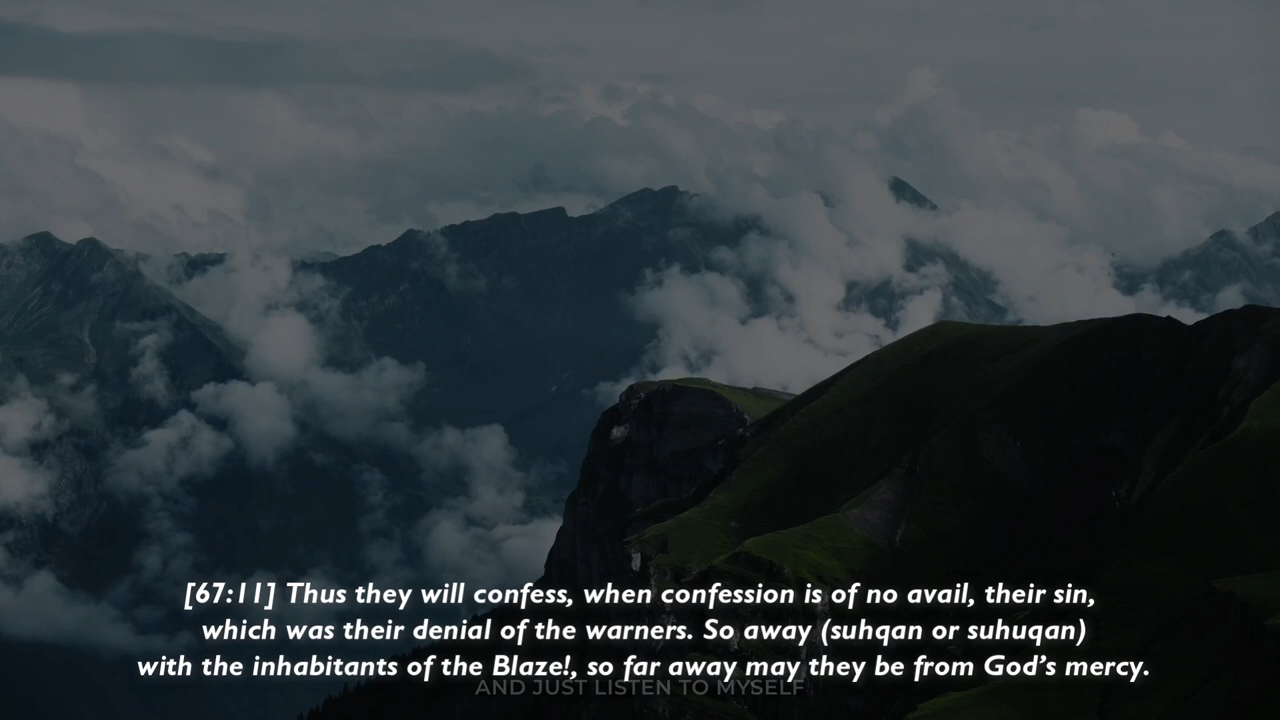 [67:11] Thus they will confess, when confession is of no avail, their sin,
which was their denial of the warners. So away (suhqan or suhuqan)
with the inhabitants of the Blaze!, so far away may they be from God’s mercy.
AND JUST LISTEN TO MYSELF